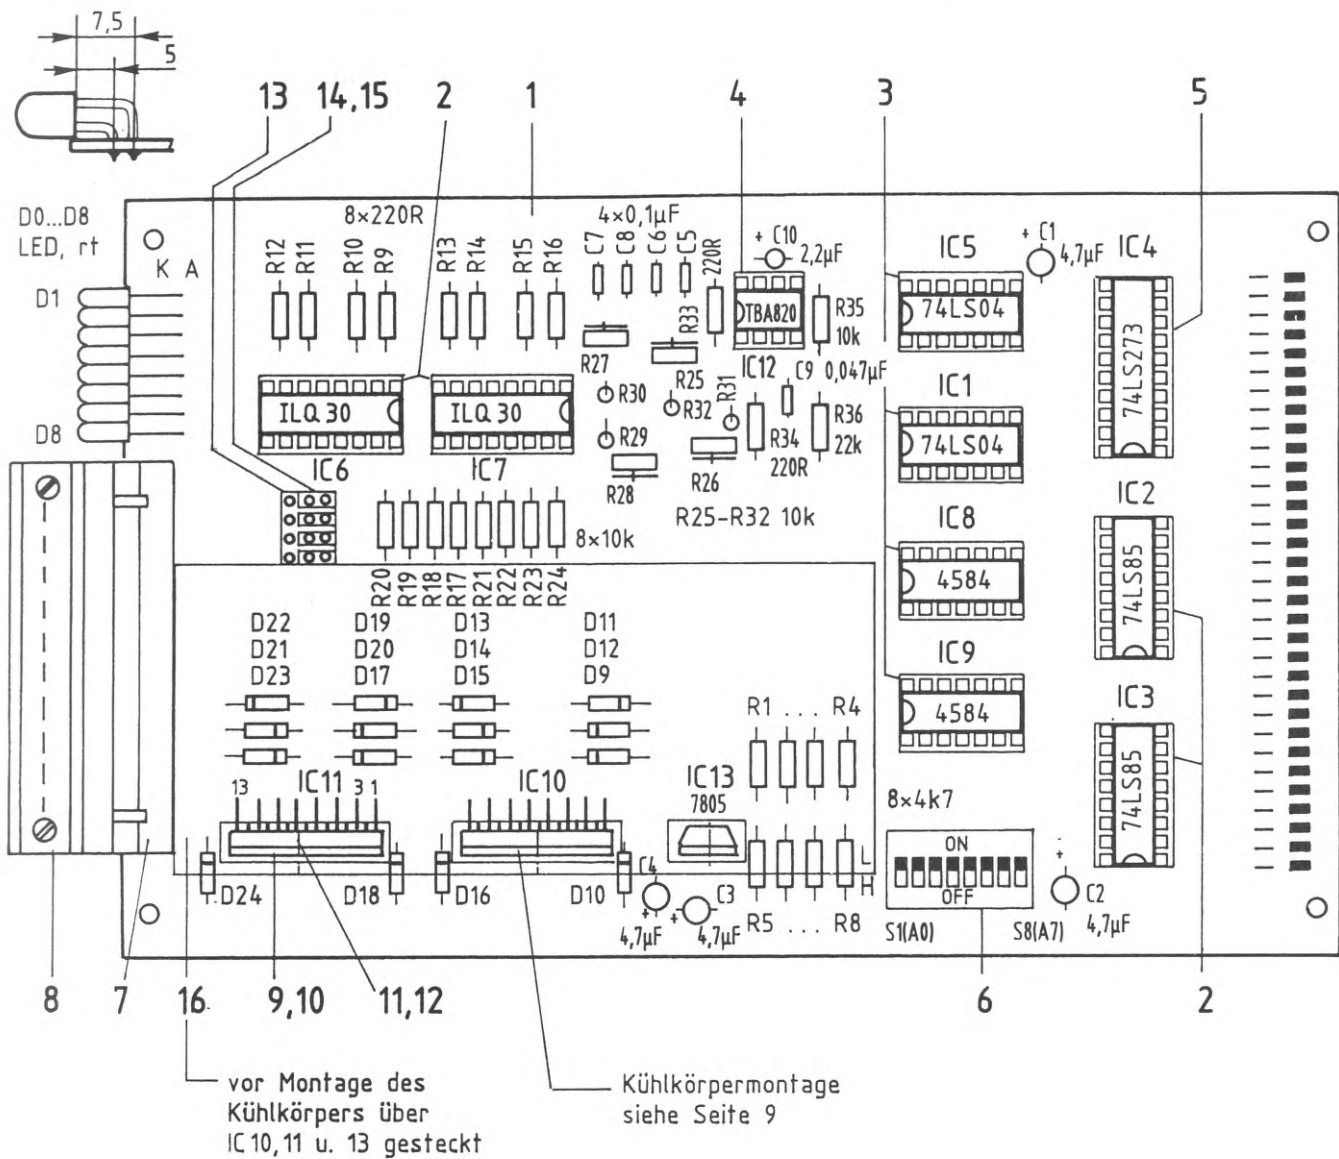 7,5
5
13
14,15
2
1
4
3
5
D0...D8
LED, rt
K A
D1
D8
8×220R
R12
R11
R10
R9
R13
R14
R15
R16
4×0,1µF
C7
C8
C6
C5
220R
R33
+ C10
2,2µF
TBA820
IC12
R35
10k
C9 0,047µF
R27
R25
R30
R32
R31
R29
R28
R26
R34
220R
R36
22k
R25-R32 10k
ILQ 30
IC6
ILQ 30
IC7
8×10k
R20
R19
R18
R17
R21
R22
R23
R24
IC5
74LS04
+ C1
4,7µF
IC4
74LS273
IC1
74LS04
IC8
4584
IC2
74LS85
IC9
4584
IC3
74LS85
D22
D21
D23
D19
D20
D17
D13
D14
D15
D11
D12
D9
R1 . . . R4
13
IC11
3 1
IC10
IC13
7805
8×4k7
ON
OFF
L
H
D24
D18
D16
D10
C4
+
4,7µF
C3
+
4,7µF
R5 . . . R8
S1(A0)
S8(A7)
+
C2
4,7µF
8
7
16
9,10
11,12
6
2
vor Montage des
Kühlkörpers über
IC10,11 u. 13 gesteckt
Kühlkörpermontage
siehe Seite 9